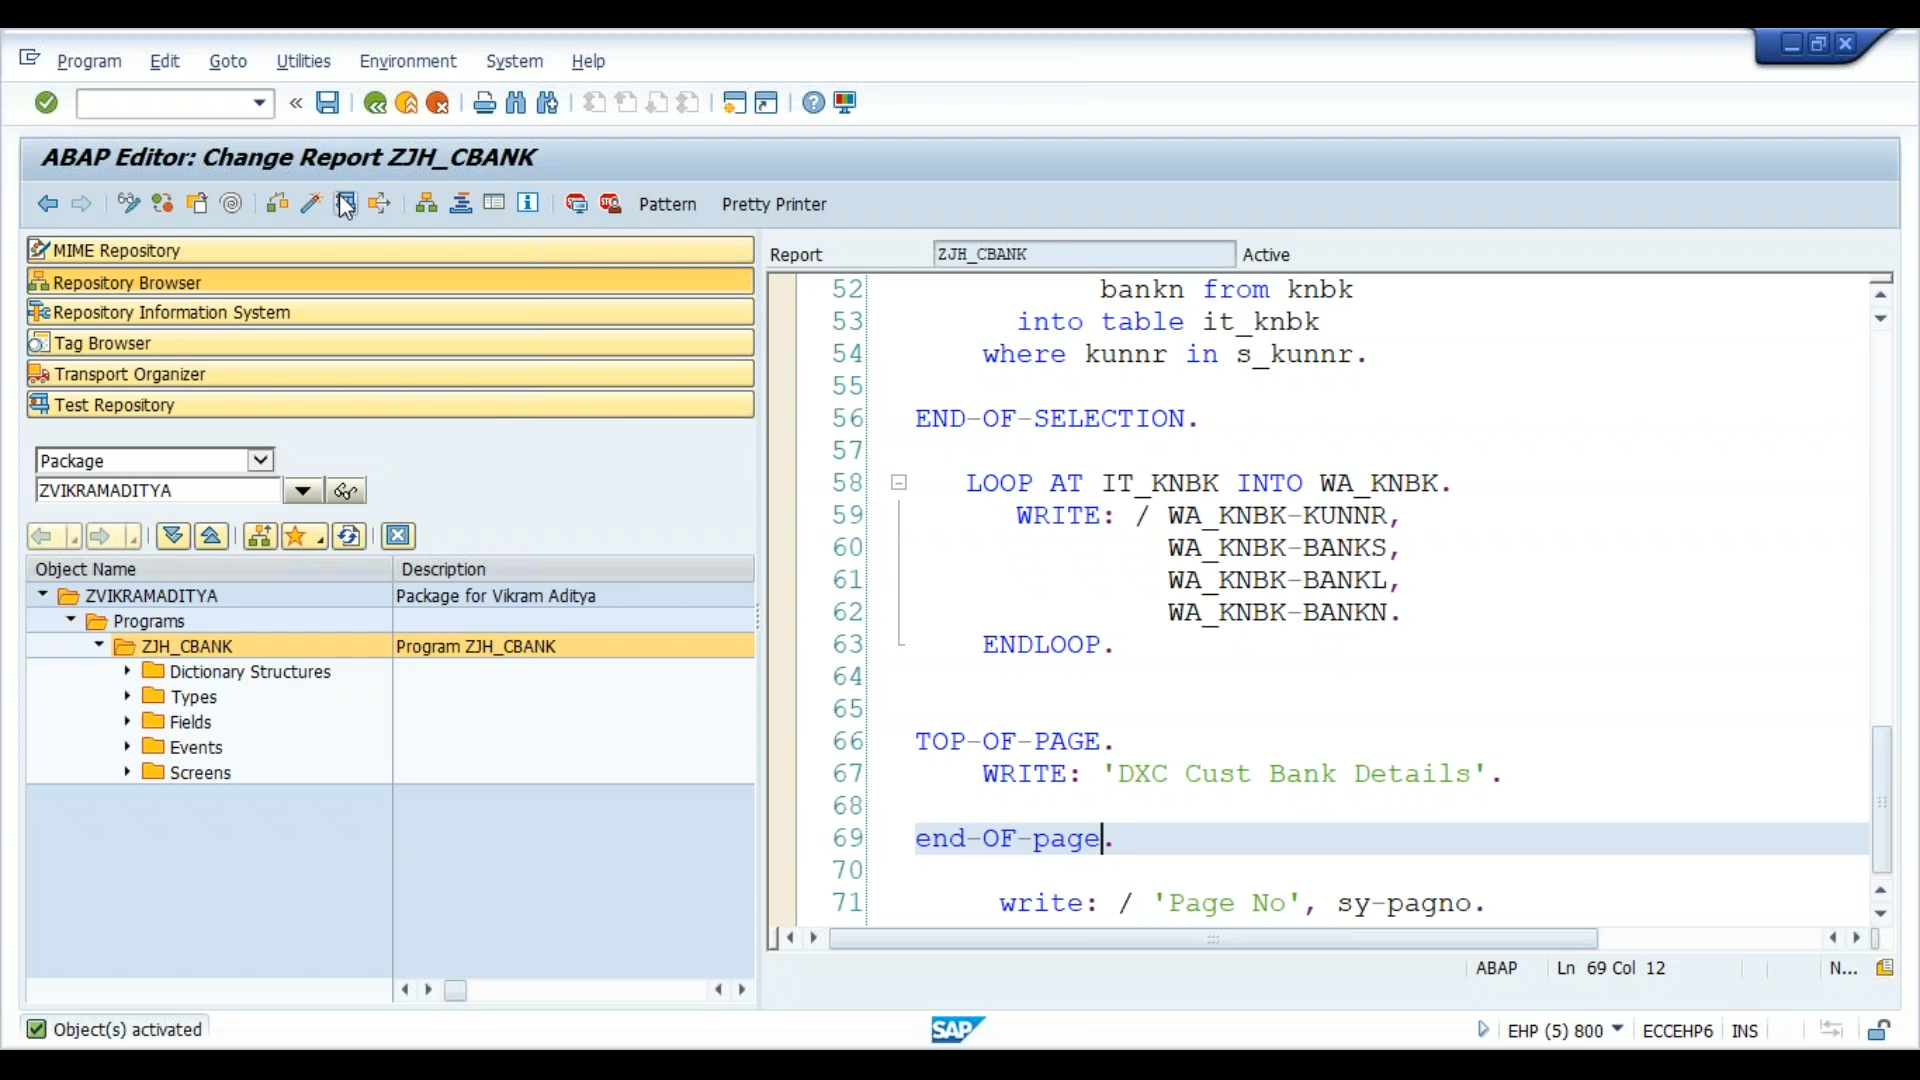 Program Edit Goto Utilities Environment System Help
ABAP Editor: Change Report ZJH_CBANK
Pattern Pretty Printer
MIME Repository
Repository Browser
Repository Information System
Tag Browser
Transport Organizer
Test Repository
Package
ZVIKRAMADITYA
Object Name Description
ZVIKRAMADITYA Package for Vikram Aditya
Programs
ZJH_CBANK Program ZJH_CBANK
Dictionary Structures
Types
Fields
Events
Screens
Report ZJH_CBANK Active
52 bankn from knbk
53 into table it_knbk
54 where kunnr in s_kunnr.
55
56 END-OF-SELECTION.
57
58 LOOP AT IT_KNBK INTO WA_KNBK.
59 WRITE: / WA_KNBK-KUNNR,
60 WA_KNBK-BANKS,
61 WA_KNBK-BANKL,
62 WA_KNBK-BANKN.
63 ENDLOOP.
64
65
66 TOP-OF-PAGE.
67 WRITE: 'DXC Cust Bank Details'.
68
69 end-OF-page.
70
71 write: / 'Page No', sy-pagno.
ABAP Ln 69 Col 12 N...
Object(s) activated
SAP
EHP (5) 800 ECCEHP6 INS